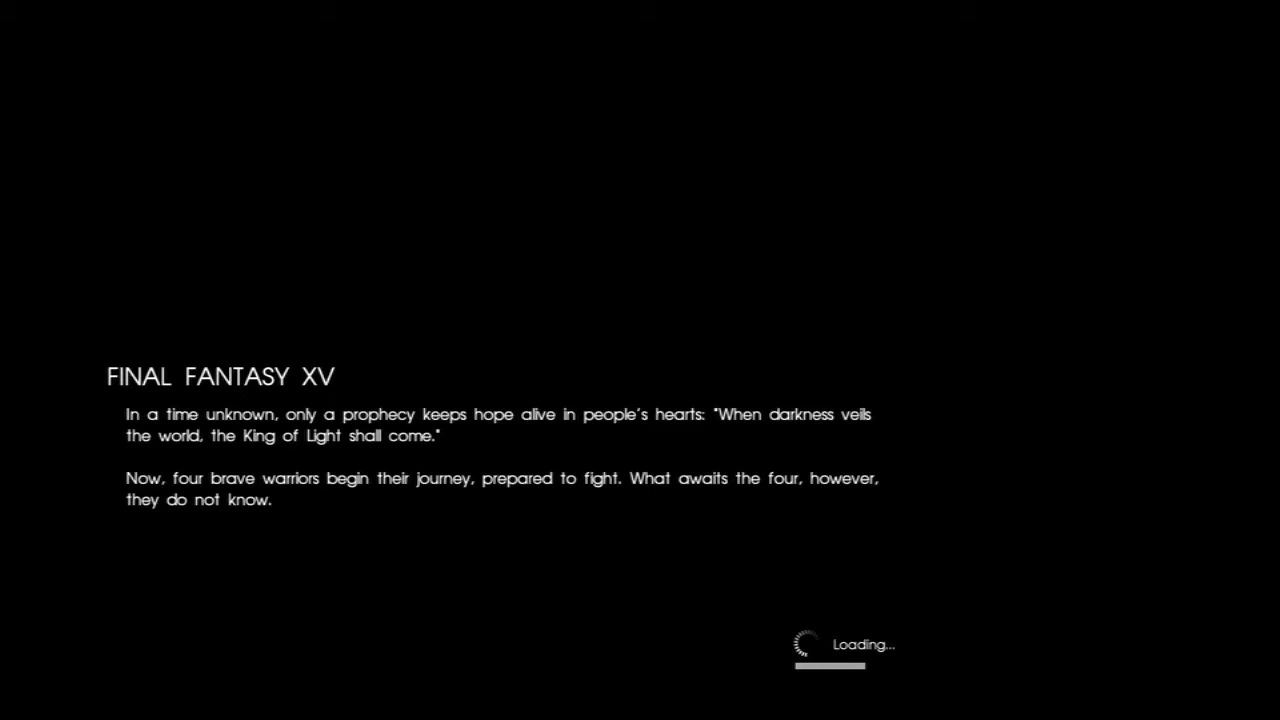 FINAL FANTASY XV
In a time unknown, only a prophecy keeps hope alive in people's hearts: "When darkness veils
the world, the King of Light shall come."
Now, four brave warriors begin their journey, prepared to fight. What awaits the four, however,
they do not know.
Loading...